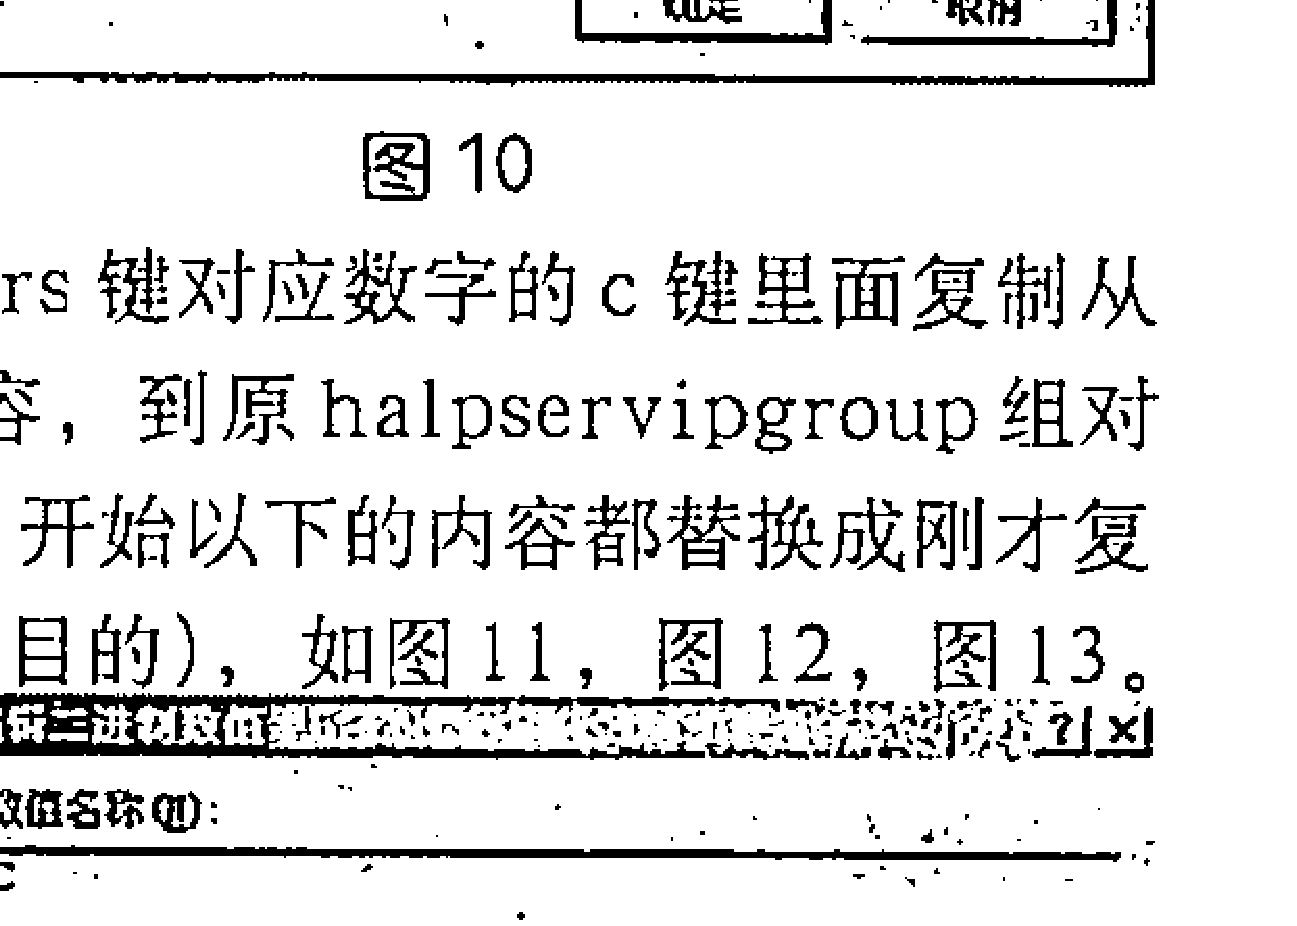 确定 取消
图 10
rs 键对应数字的 c 键里面复制从
容，到原 halpservipgroup 组对
开始以下的内容都替换成刚才复
目的)，如图 11，图 12，图 13。
? ×
数值名称(N):
c